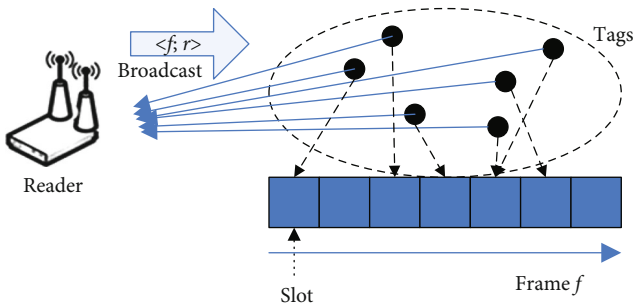 <f; r>
Broadcast
Tags
Reader
Slot
Frame f